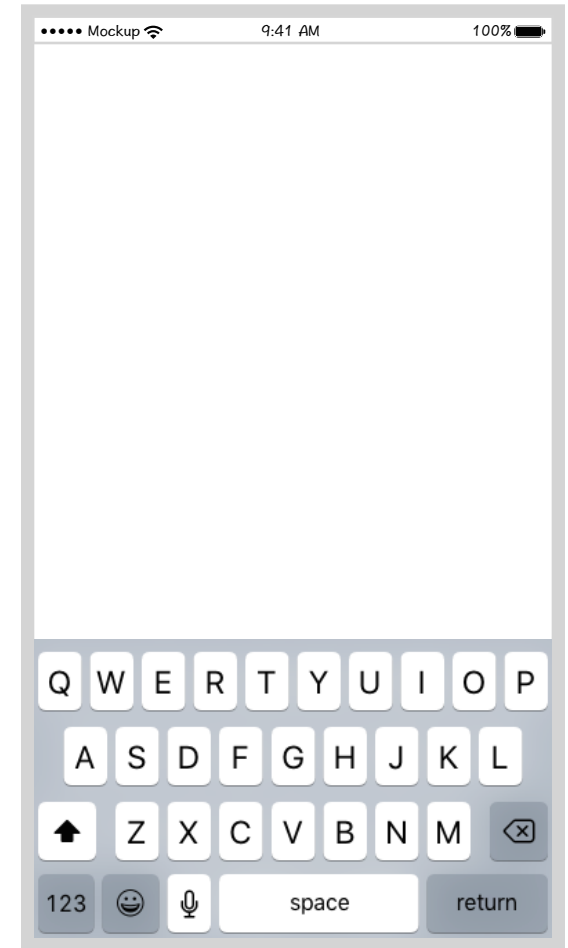 Mockup 9:41 AM 100%
Q W E R T Y U I O P
A S D F G H J K L
Z X C V B N M
123 space return